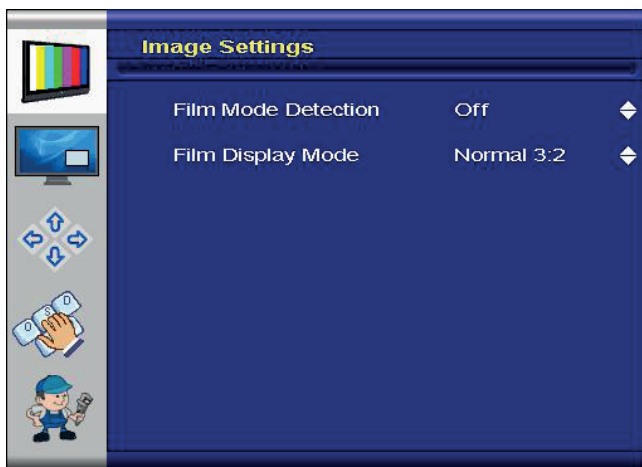 Image Settings
Film Mode Detection Off
Film Display Mode Normal 3:2
O S D